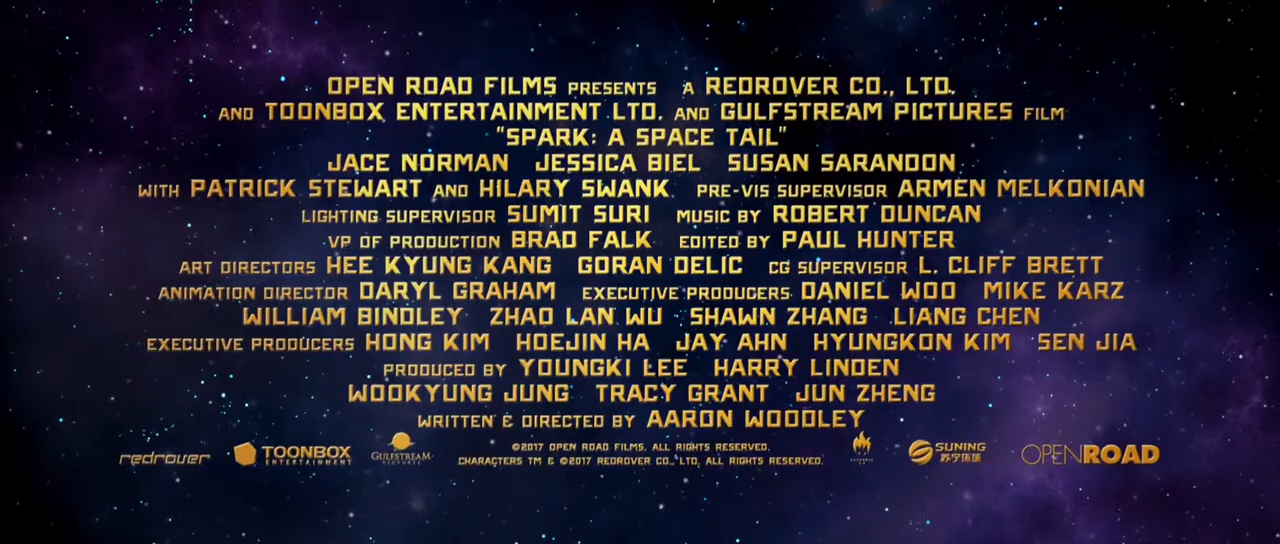 OPEN ROAD FILMS PRESENTS A REDROVER CO., LTD.
AND TOONBOX ENTERTAINMENT LTD. AND GULFSTREAM PICTURES FILM
"SPARK: A SPACE TAIL"
JACE NORMAN JESSICA BIEL SUSAN SARANDON
WITH PATRICK STEWART AND HILARY SWANK PRE-VIS SUPERVISOR ARMEN MELKONIAN
LIGHTING SUPERVISOR SUMIT SURI MUSIC BY ROBERT DUNCAN
VP OF PRODUCTION BRAD FALK EDITED BY PAUL HUNTER
ART DIRECTORS HEE KYUNG KANG GORAN DELIC CG SUPERVISOR L. CLIFF BRETT
ANIMATION DIRECTOR DARYL GRAHAM EXECUTIVE PRODUCERS DANIEL WOO MIKE KARZ
WILLIAM BINDLEY ZHAO LAN WU SHAWN ZHANG LIANG CHEN
EXECUTIVE PRODUCERS HONG KIM HOEJIN HA JAY AHN HYUNGKON KIM SEN JIA
PRODUCED BY YOUNGKI LEE HARRY LINDEN
WOOKYUNG JUNG TRACY GRANT JUN ZHENG
WRITTEN & DIRECTED BY AARON WOODLEY
redrover TOONBOX ENTERTAINMENT GULFSTREAM PICTURES
©2017 OPEN ROAD FILMS. ALL RIGHTS RESERVED.
CHARACTERS TM & ©2017 REDROVER CO., LTD. ALL RIGHTS RESERVED.
SUNING
苏宁环球
OPEN ROAD